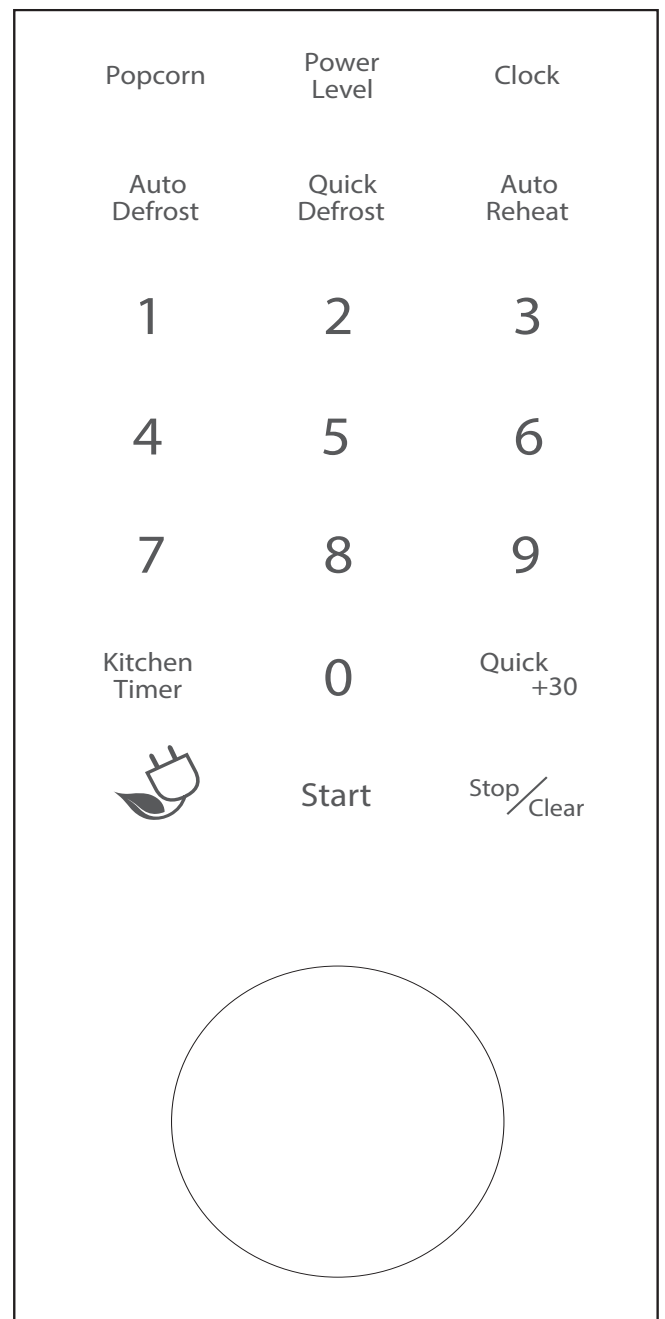 Popcorn
Power
Level
Clock
Auto
Defrost
Quick
Defrost
Auto
Reheat
1
2
3
4
5
6
7
8
9
Kitchen
Timer
0
Quick
+30
Start
Stop/Clear